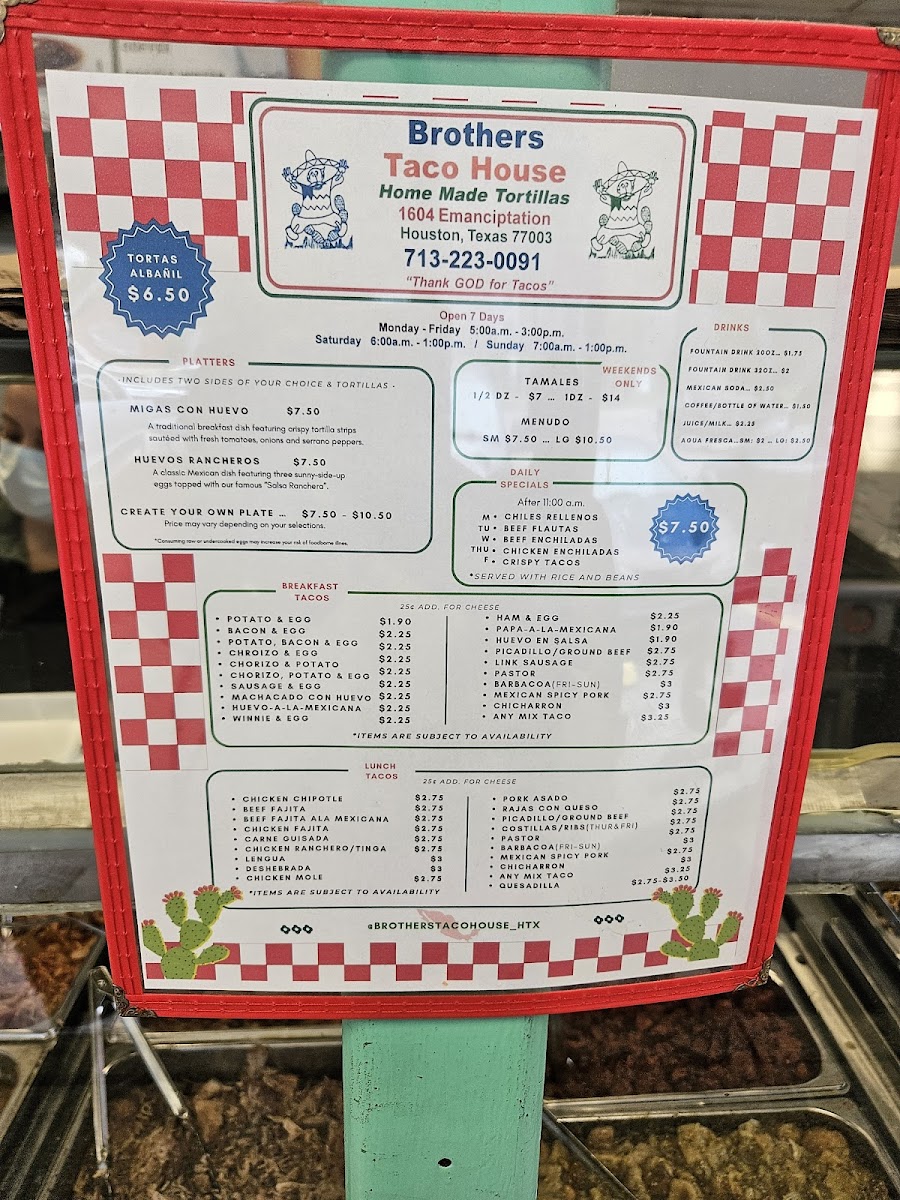 Brothers
Taco House
Home Made Tortillas
1604 Emanciptation
Houston, Texas 77003
713-223-0091
"Thank GOD for Tacos"
TORTAS
ALBAÑIL
$6.50
Open 7 Days
Monday - Friday 5:00a.m. - 3:00p.m.
Saturday 6:00a.m. - 1:00p.m. / Sunday 7:00a.m. - 1:00p.m.
PLATTERS
-INCLUDES TWO SIDES OF YOUR CHOICE & TORTILLAS -
MIGAS CON HUEVO $7.50
A traditional breakfast dish featuring crispy tortilla strips
sautéed with fresh tomatoes, onions and serrano peppers.
HUEVOS RANCHEROS $7.50
A classic Mexican dish featuring three sunny-side-up
eggs topped with our famous "Salsa Ranchera".
CREATE YOUR OWN PLATE ... $7.50 - $10.50
Price may vary depending on your selections.
*Consuming raw or undercooked eggs may increase your risk of foodborne illnes.
WEEKENDS
ONLY
TAMALES
1/2 DZ - $7 ... 1DZ - $14
MENUDO
SM $7.50 ... LG $10.50
DRINKS
FOUNTAIN DRINK 20OZ... $1.75
FOUNTAIN DRINK 32OZ... $2
MEXICAN SODA... $2.50
COFFEE/BOTTLE OF WATER... $1.50
JUICE/MILK... $2.25
AGUA FRESCA...SM: $2 ... LG: $2.50
DAILY
SPECIALS
After 11:00 a.m.
M • CHILES RELLENOS
TU • BEEF FLAUTAS
W • BEEF ENCHILADAS
THU • CHICKEN ENCHILADAS
F • CRISPY TACOS
*SERVED WITH RICE AND BEANS
$7.50
BREAKFAST
TACOS
25¢ ADD. FOR CHEESE
• POTATO & EGG $1.90
• BACON & EGG $2.25
• POTATO, BACON & EGG $2.25
• CHROIZO & EGG $2.25
• CHORIZO & POTATO $2.25
• CHORIZO, POTATO & EGG $2.25
• SAUSAGE & EGG $2.25
• MACHACADO CON HUEVO $2.25
• HUEVO-A-LA-MEXICANA $2.25
• WINNIE & EGG $2.25
• HAM & EGG $2.25
• PAPA-A-LA-MEXICANA $1.90
• HUEVO EN SALSA $1.90
• PICADILLO/GROUND BEEF $2.75
• LINK SAUSAGE $2.75
• PASTOR $2.75
• BARBACOA(FRI-SUN) $3
• MEXICAN SPICY PORK $2.75
• CHICHARRON $3
• ANY MIX TACO $3.25
*ITEMS ARE SUBJECT TO AVAILABILITY
LUNCH
TACOS
25¢ ADD. FOR CHEESE
• CHICKEN CHIPOTLE $2.75
• BEEF FAJITA $2.75
• BEEF FAJITA ALA MEXICANA $2.75
• CHICKEN FAJITA $2.75
• CARNE GUISADA $2.75
• CHICKEN RANCHERO/TINGA $2.75
• LENGUA $3
• DESHEBRADA $3
• CHICKEN MOLE $2.75
• PORK ASADO $2.75
• RAJAS CON QUESO $2.75
• PICADILLO/GROUND BEEF $2.75
• COSTILLAS/RIBS(THUR&FRI) $2.75
• PASTOR $2.75
• BARBACOA(FRI-SUN) $3
• MEXICAN SPICY PORK $2.75
• CHICHARRON $3
• ANY MIX TACO $3.25
• QUESADILLA $2.75-$3.50
*ITEMS ARE SUBJECT TO AVAILABILITY
@BROTHERSTACOHOUSE_HTX